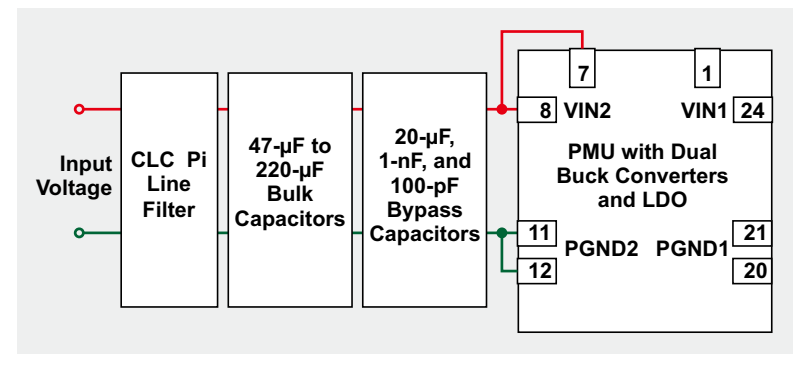 Input
Voltage
CLC Pi
Line
Filter
47-µF to
220-µF
Bulk
Capacitors
20-µF,
1-nF, and
100-pF
Bypass
Capacitors
7
1
8 VIN2
VIN1 24
PMU with Dual
Buck Converters
and LDO
11
12
PGND2
PGND1
21
20